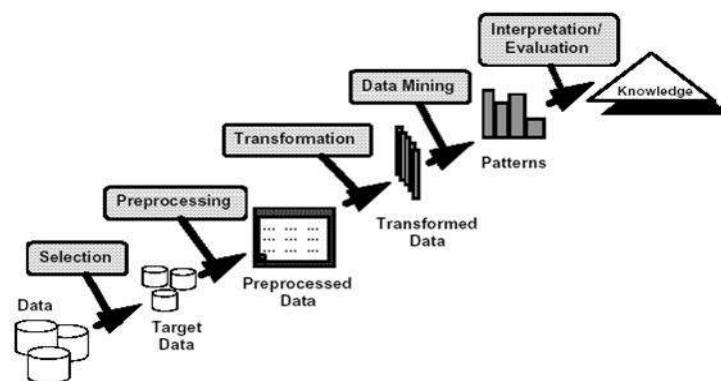 Interpretation/
Evaluation
Data Mining
Knowledge
Transformation
Patterns
Preprocessing
Transformed
Data
Selection
Preprocessed
Data
Data
Target
Data